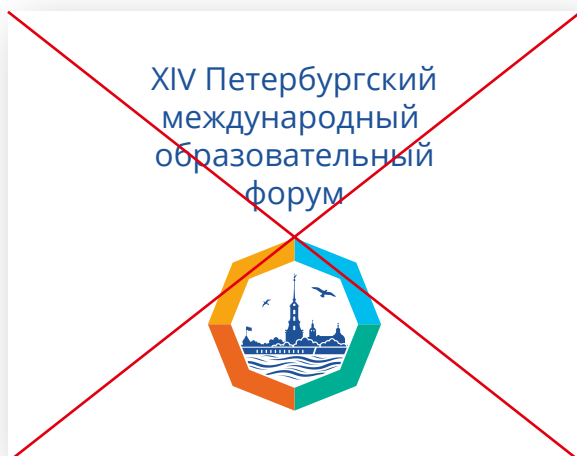 XIV Петербургский
международный
образовательный
форум